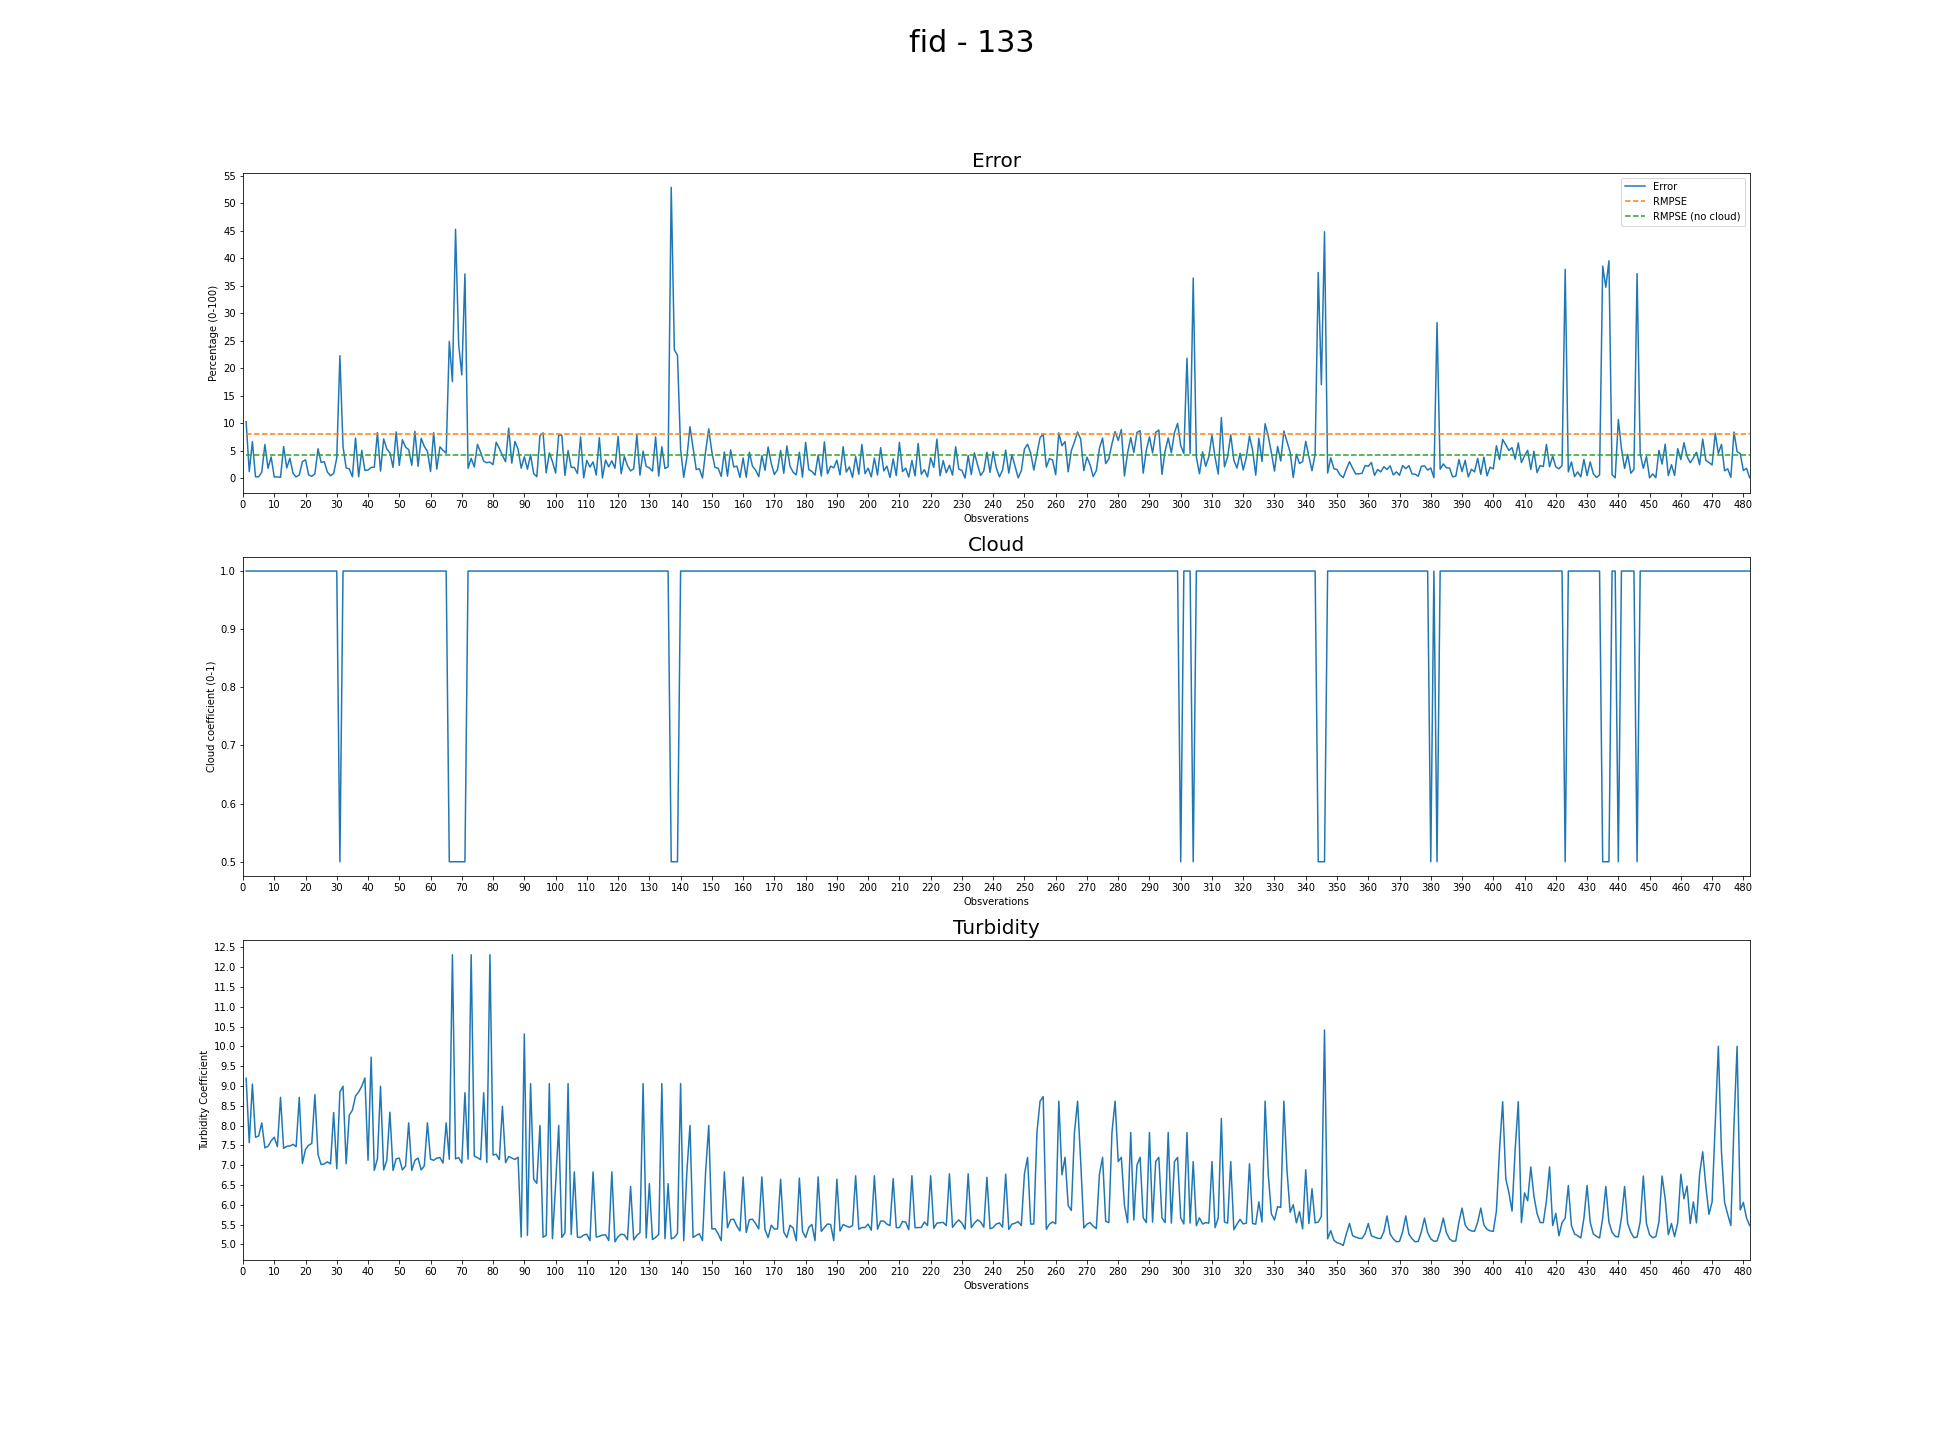 fid - 133
Error
55
50
45
40
35
30
25
20
15
10
5
0
Percentage (0-100)
Error
RMPSE
RMPSE (no cloud)
0 10 20 30 40 50 60 70 80 90 100 110 120 130 140 150 160 170 180 190 200 210 220 230 240 250 260 270 280 290 300 310 320 330 340 350 360 370 380 390 400 410 420 430 440 450 460 470 480
Obsverations
Cloud
1.0
0.9
0.8
0.7
0.6
0.5
Cloud coefficient (0-1)
0 10 20 30 40 50 60 70 80 90 100 110 120 130 140 150 160 170 180 190 200 210 220 230 240 250 260 270 280 290 300 310 320 330 340 350 360 370 380 390 400 410 420 430 440 450 460 470 480
Obsverations
Turbidity
12.5
12.0
11.5
11.0
10.5
10.0
9.5
9.0
8.5
8.0
7.5
7.0
6.5
6.0
5.5
5.0
Turbidity Coefficient
0 10 20 30 40 50 60 70 80 90 100 110 120 130 140 150 160 170 180 190 200 210 220 230 240 250 260 270 280 290 300 310 320 330 340 350 360 370 380 390 400 410 420 430 440 450 460 470 480
Obsverations